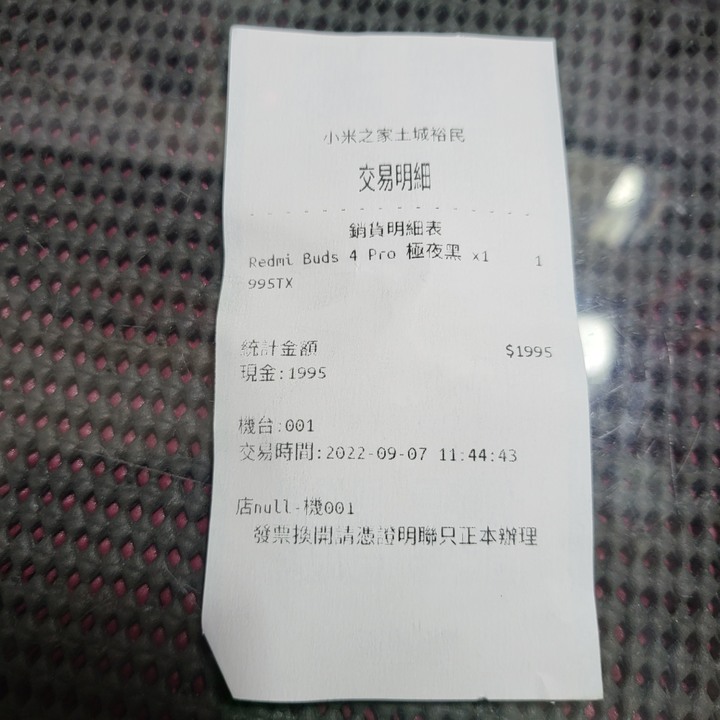 小米之家土城裕民
交易明細
銷貨明細表
Redmi Buds 4 Pro 極夜黑 x1 1
995TX
統計金額 $1995
現金:1995
機台:001
交易時間:2022-09-07 11:44:43
店null-機001
發票換開請憑證明聯只正本辦理